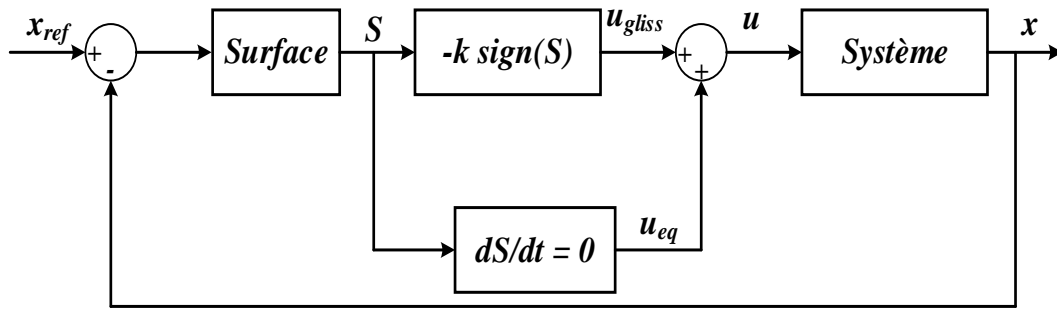 x_ref
+
-
Surface
S
-k sign(S)
u_gliss
+
+
u
Système
x
dS/dt = 0
u_eq